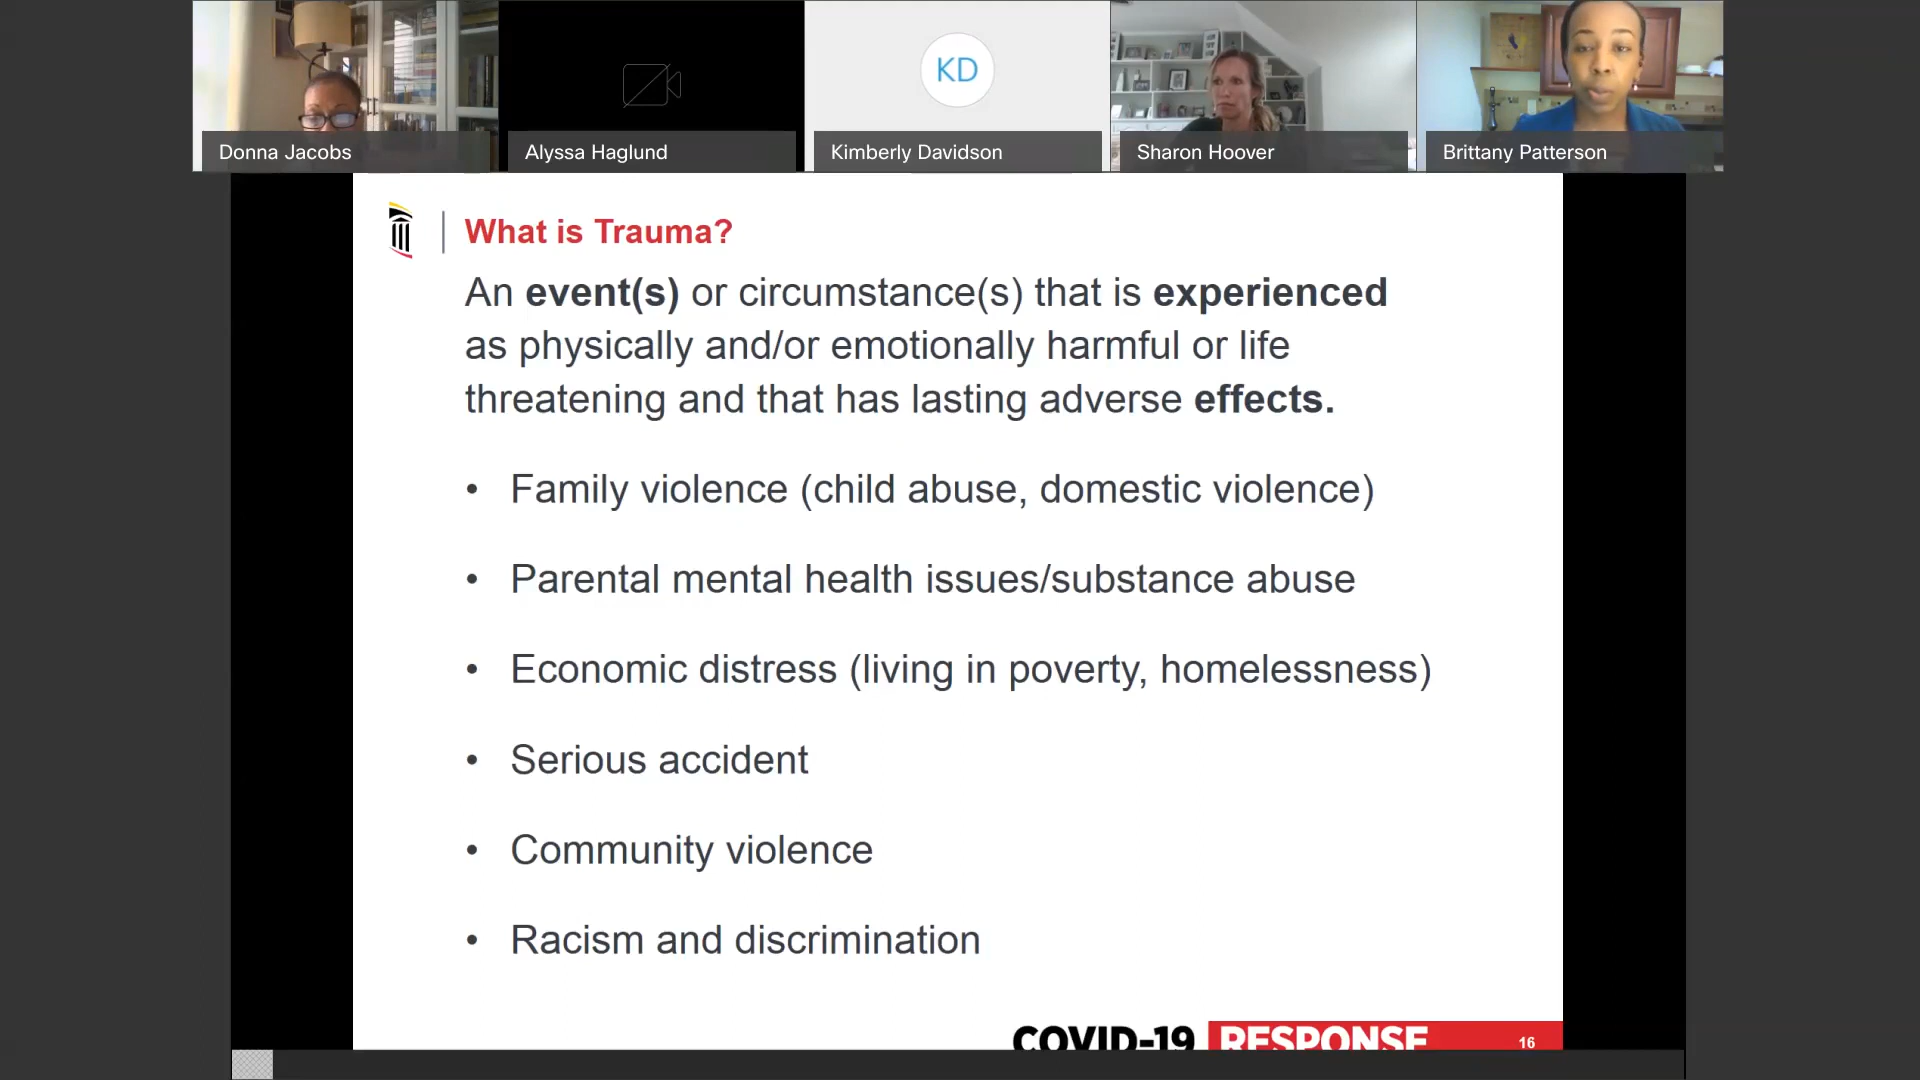 Donna Jacobs
Alyssa Haglund
KD
Kimberly Davidson
Sharon Hoover
Brittany Patterson
What is Trauma?
An event(s) or circumstance(s) that is experienced
as physically and/or emotionally harmful or life
threatening and that has lasting adverse effects.
• Family violence (child abuse, domestic violence)
• Parental mental health issues/substance abuse
• Economic distress (living in poverty, homelessness)
• Serious accident
• Community violence
• Racism and discrimination
COVID-19 RESPONSE 16